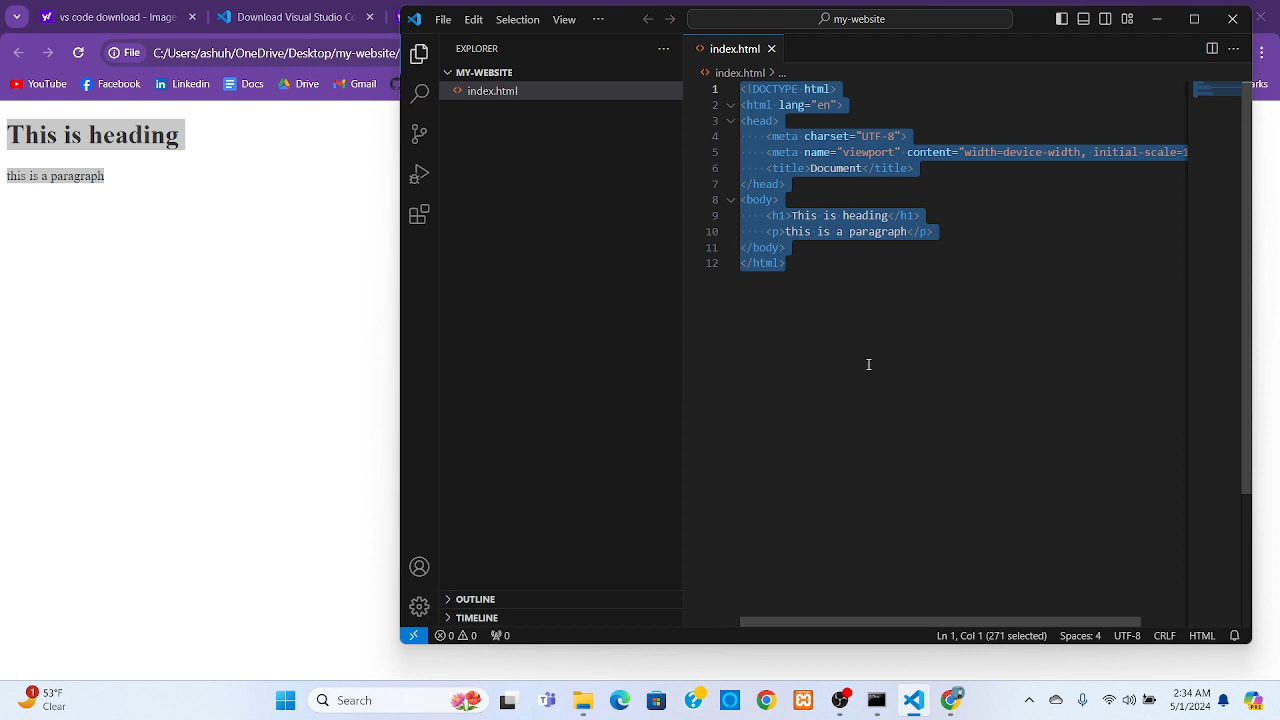 Yahoo Search - Image
Download Visual Studio Co
File
Edit
Selection
View
my-website
File
C:/Users/ashuh/OneDrive/Desktop/my-website/
YouTube
Facebook
LinkedIn
Docs
Drive
Gmail
This is heading
this is a paragraph
EXPLORER
MY-WEBSITE
index.html
OUTLINE
TIMELINE
index.html
index.html > ...
1 <!DOCTYPE html>
2 <html lang="en">
3 <head>
4 <meta charset="UTF-8">
5 <meta name="viewport" content="width=device-width, initial-scale=1
6 <title>Document</title>
7 </head>
8 <body>
9 <h1>This is heading</h1>
10 <p>this is a paragraph</p>
11 </body>
12 </html>
0 0 0
Ln 1, Col 1 (271 selected)
Spaces: 4
UTF-8
CRLF
HTML
1
53°F
Clear
Search
2:34 AM
5/1/2024
PRE